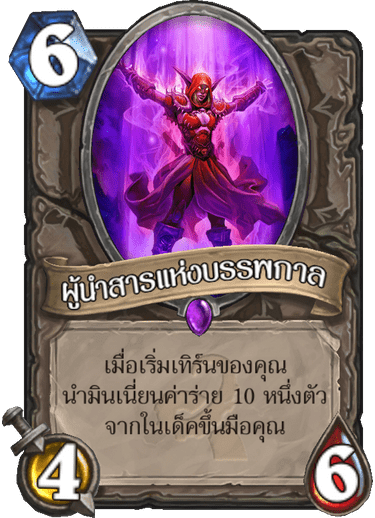 6
ผู้นำสารแห่งบรรพกาล
เมื่อเริ่มเทิร์นของคุณ
นำมินเนี่ยนค่าร่าย 10 หนึ่งตัว
จากในเด็คขึ้นมือคุณ
4
6